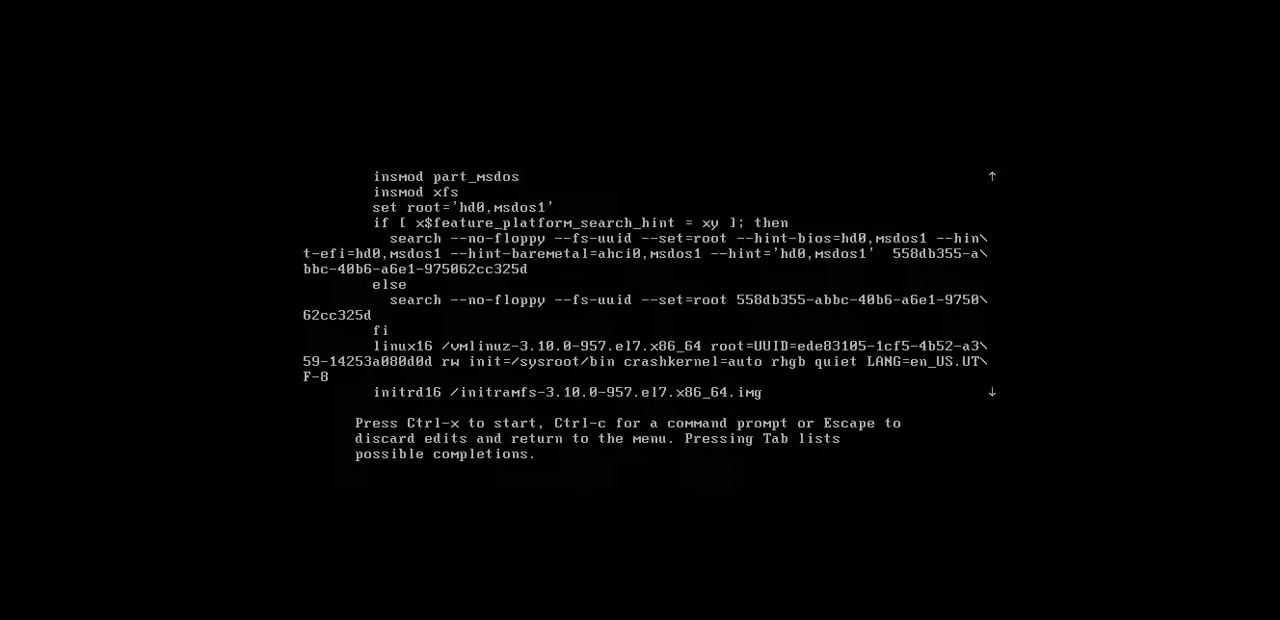 insmod part_msdos ↑
insmod xfs
set root='hd0,msdos1'
if [ x$feature_platform_search_hint = xy ]; then
search --no-floppy --fs-uuid --set=root --hint-bios=hd0,msdos1 --hin\
t-efi=hd0,msdos1 --hint-baremetal=ahci0,msdos1 --hint='hd0,msdos1'  558db355-a\
bbc-40b6-a6e1-975062cc325d
else
search --no-floppy --fs-uuid --set=root 558db355-abbc-40b6-a6e1-9750\
62cc325d
fi
linux16 /vmlinuz-3.10.0-957.el7.x86_64 root=UUID=ede83105-1cf5-4b52-a3\
59-14253a080d0d rw init=/sysroot/bin crashkernel=auto rhgb quiet LANG=en_US.UT\
F-8
initrd16 /initramfs-3.10.0-957.el7.x86_64.img ↓
Press Ctrl-x to start, Ctrl-c for a command prompt or Escape to
discard edits and return to the menu. Pressing Tab lists
possible completions.